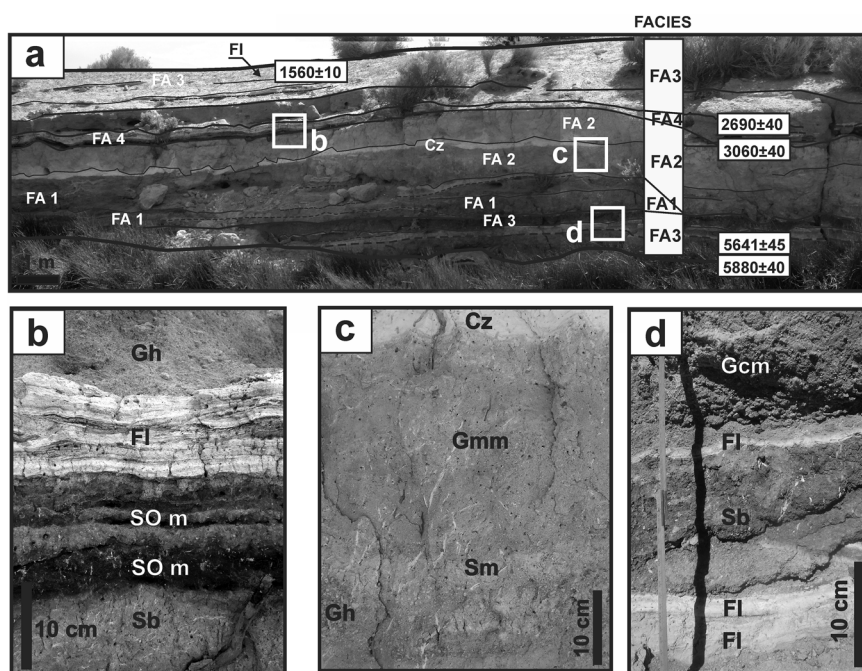 FACIES
a
Fl
FA 3
1560±10
FA3
FA 4
b
FA 2
Cz
c
FA 2
FA4
2690±40
3060±40
FA2
FA 1
FA 1
FA 1
FA 3
d
FA1
FA3
5641±45
5880±40
1 m
b
Gh
Fl
SO m
SO m
Sb
10 cm
c
Cz
Gmm
Sm
Gh
10 cm
d
Gcm
Fl
Sb
Fl
Fl
10 cm